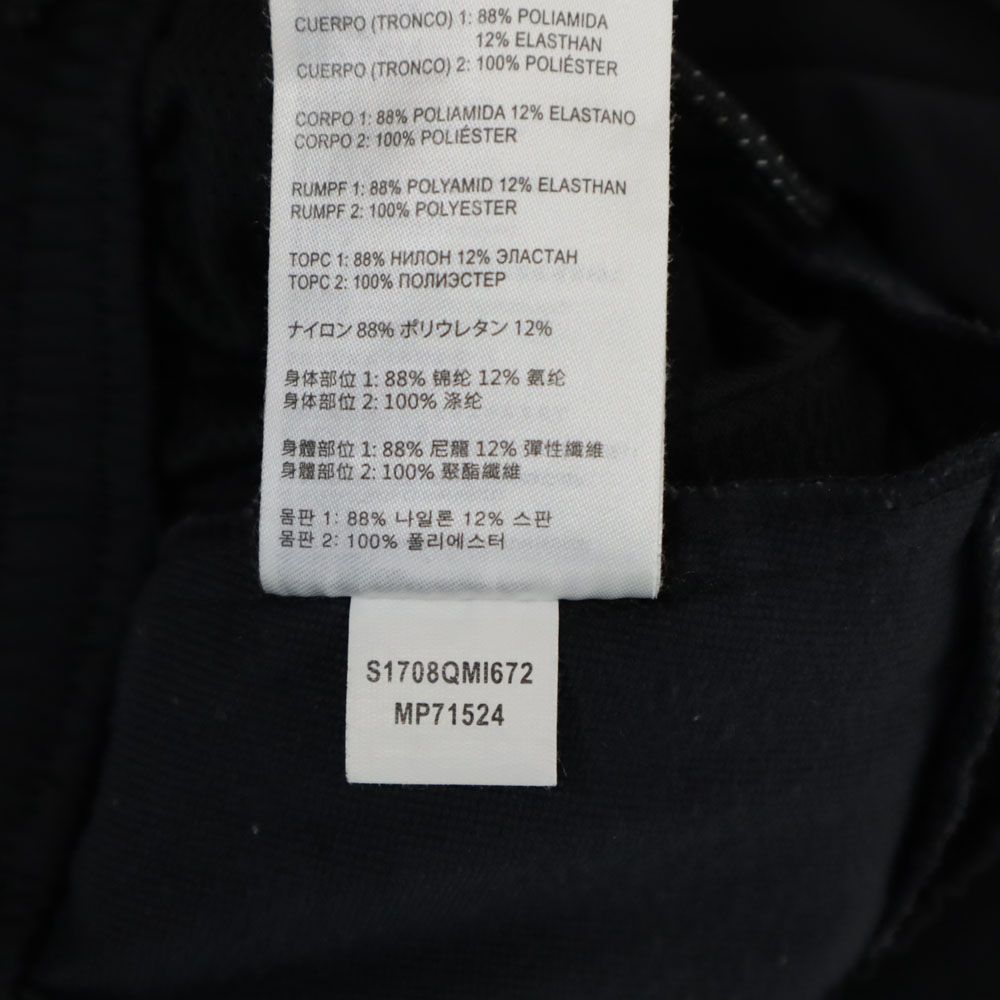 CUERPO (TRONCO) 1: 88% POLIAMIDA
12% ELASTHAN
CUERPO (TRONCO) 2: 100% POLIÉSTER
CORPO 1: 88% POLIAMIDA 12% ELASTANO
CORPO 2: 100% POLIÉSTER
RUMPF 1: 88% POLYAMID 12% ELASTHAN
RUMPF 2: 100% POLYESTER
ТОРС 1: 88% НИЛОН 12% ЭЛАСТАН
ТОРС 2: 100% ПОЛИЭСТЕР
ナイロン 88% ポリウレタン 12%
身体部位 1: 88% 锦纶 12% 氨纶
身体部位 2: 100% 涤纶
身體部位 1: 88% 尼龍 12% 彈性纖維
身體部位 2: 100% 聚酯纖維
몸판 1: 88% 나일론 12% 스판
몸판 2: 100% 폴리에스터
S1708QMI672
MP71524